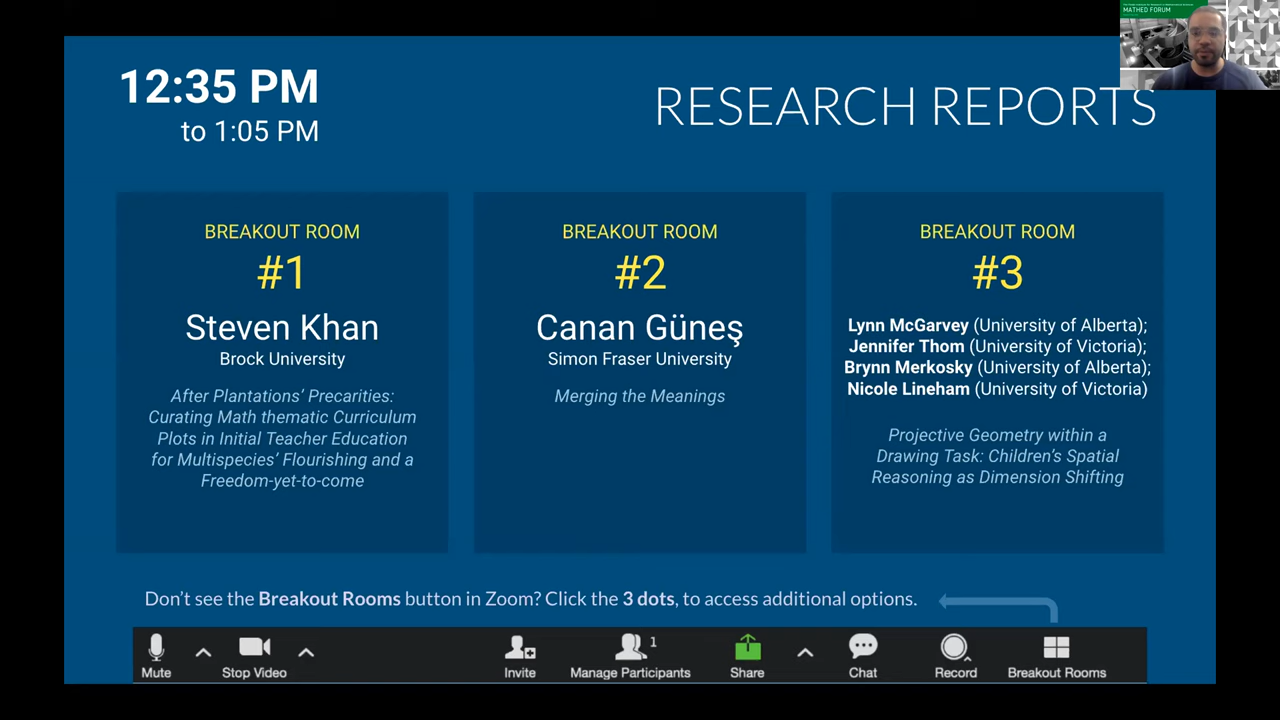 MATHED FORUM
12:35 PM
to 1:05 PM
RESEARCH REPORTS
BREAKOUT ROOM
#1
Steven Khan
Brock University
After Plantations’ Precarities:
Curating Math thematic Curriculum
Plots in Initial Teacher Education
for Multispecies’ Flourishing and a
Freedom-yet-to-come
BREAKOUT ROOM
#2
Canan Güneş
Simon Fraser University
Merging the Meanings
BREAKOUT ROOM
#3
Lynn McGarvey (University of Alberta);
Jennifer Thom (University of Victoria);
Brynn Merkosky (University of Alberta);
Nicole Lineham (University of Victoria)
Projective Geometry within a
Drawing Task: Children’s Spatial
Reasoning as Dimension Shifting
Don’t see the Breakout Rooms button in Zoom? Click the 3 dots, to access additional options.
1
Mute
Stop Video
Invite
Manage Participants
Share
Chat
Record
Breakout Rooms